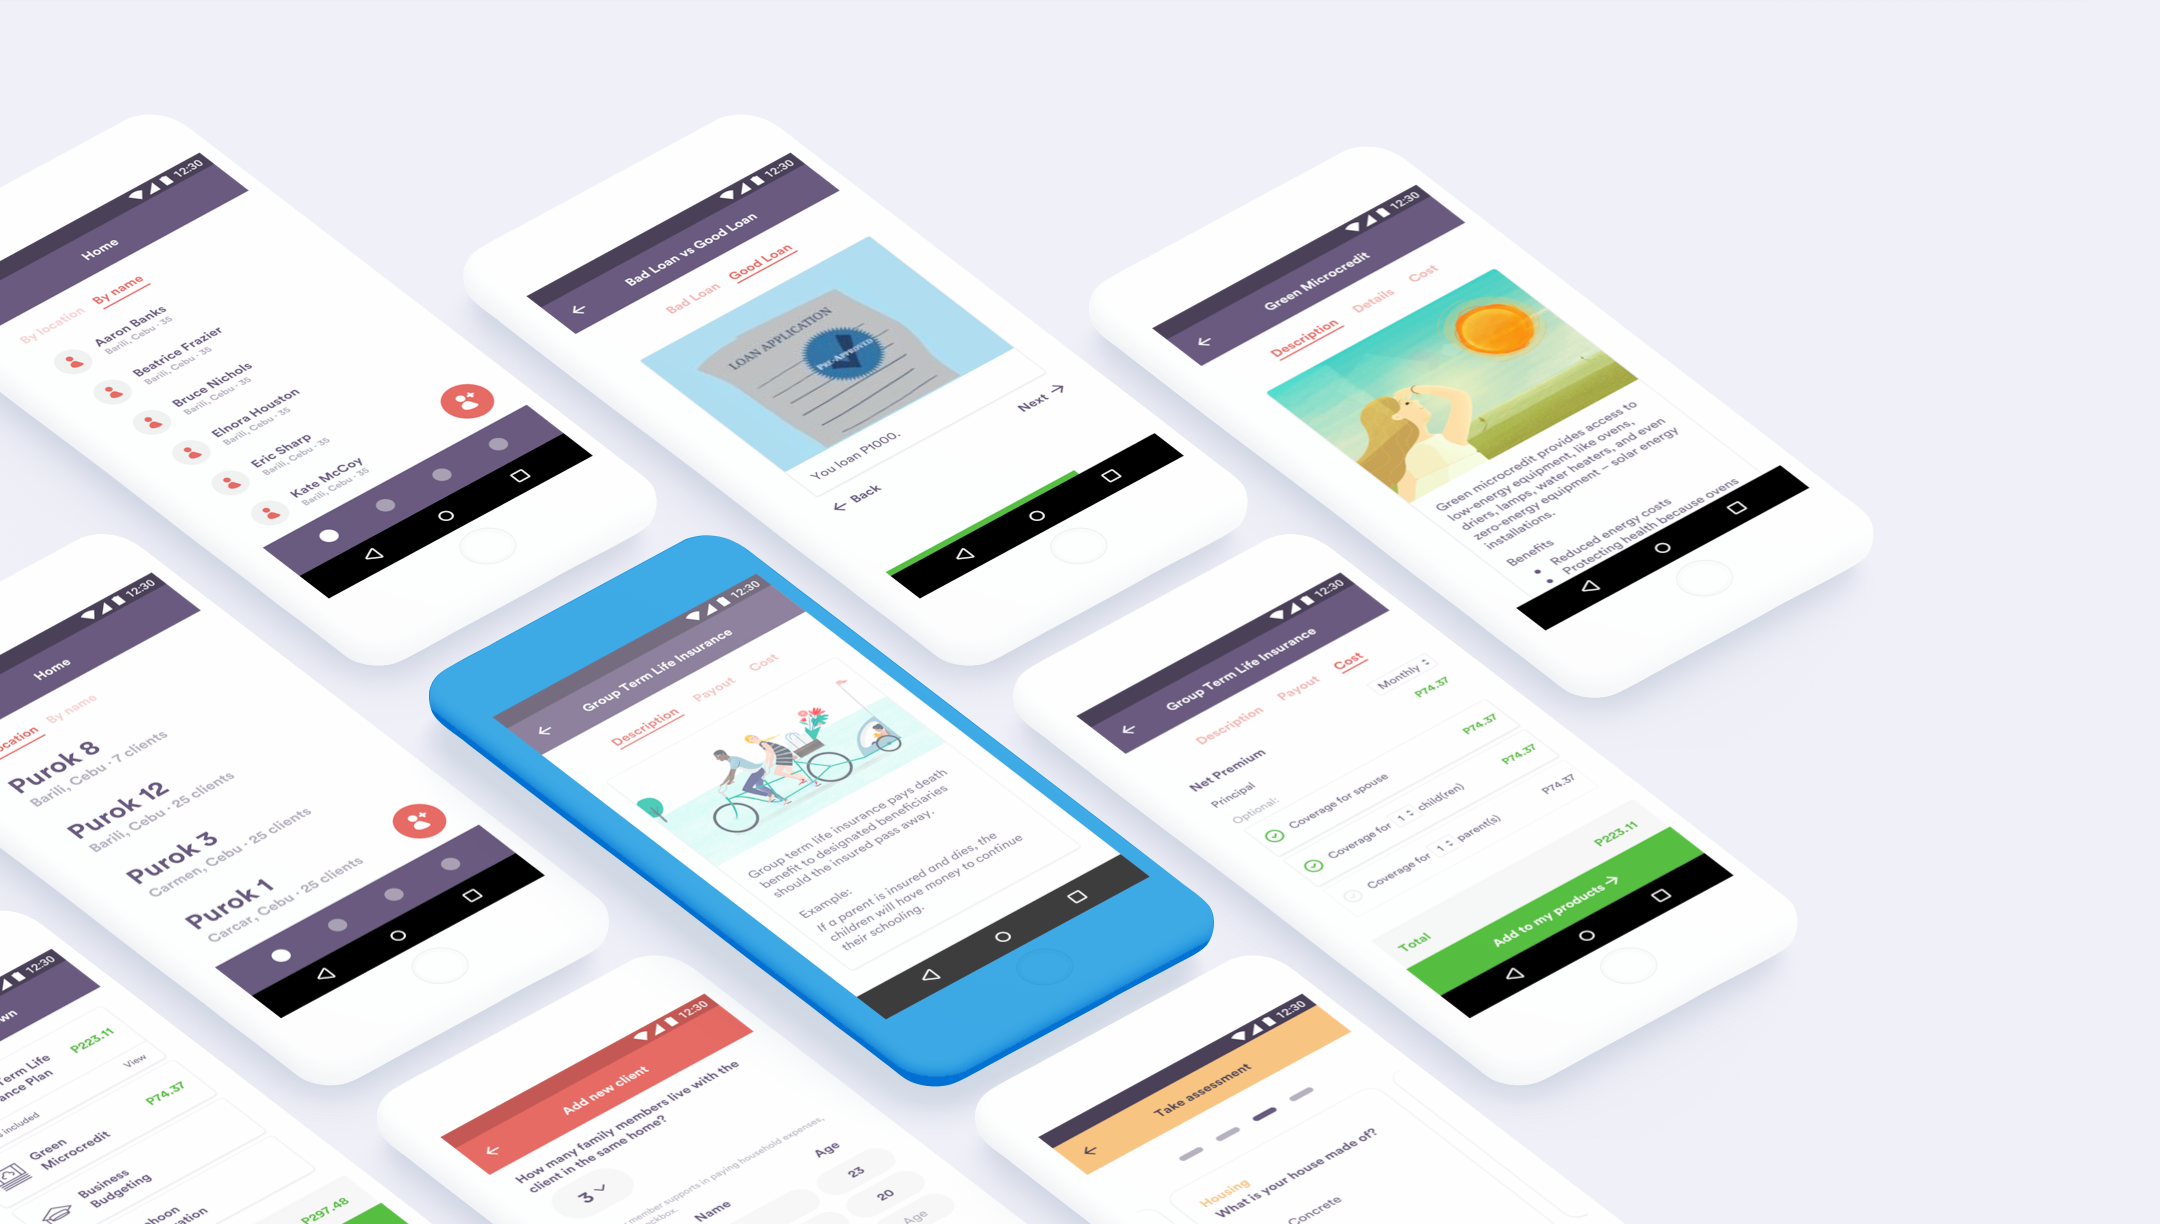 12:30
Home
By location
By name
Aaron Banks
Barili, Cebu · 35
Beatrice Frazier
Barili, Cebu · 35
Bruce Nichols
Barili, Cebu · 35
Elnora Houston
Barili, Cebu · 35
Eric Sharp
Barili, Cebu · 35
Kate McCoy
Barili, Cebu · 35
12:30
Bad Loan vs Good Loan
Bad Loan
Good Loan
LOAN APPLICATION
PRE-APPROVED
You loan P1000.
Back
Next
12:30
Green Microcredit
Description
Details
Cost
Green microcredit provides access to
low-energy equipment, like ovens,
driers, lamps, water heaters, and even
zero-energy equipment – solar energy
installations.
Benefits
Reduced energy costs
Protecting health because ovens
12:30
Home
By name
Purok 8
Barili, Cebu · 7 clients
Purok 12
Barili, Cebu · 25 clients
Purok 3
Carmen, Cebu · 25 clients
Purok 1
Carcar, Cebu · 25 clients
12:30
Group Term Life Insurance
Description
Payout
Cost
Group term life insurance pays death
benefit to designated beneficiaries
should the insured pass away.
Example:
If a parent is insured and dies, the
children will have money to continue
their schooling.
12:30
Group Term Life Insurance
Description
Payout
Cost
Monthly
Net Premium
P74.37
Principal
Optional:
Coverage for spouse
P74.37
Coverage for 1 child(ren)
P74.37
Coverage for 1 parent(s)
P74.37
Total
P223.11
Add to my products
12:30
Term Life
P223.11
View
included
Green
Microcredit
P74.37
Business
Budgeting
P297.48
12:30
Add new client
How many family members live with the
client in the same home?
3
member supports in paying household expenses,
Name
Age
23
20
Age
12:30
Take assessment
Housing
What is your house made of?
Concrete